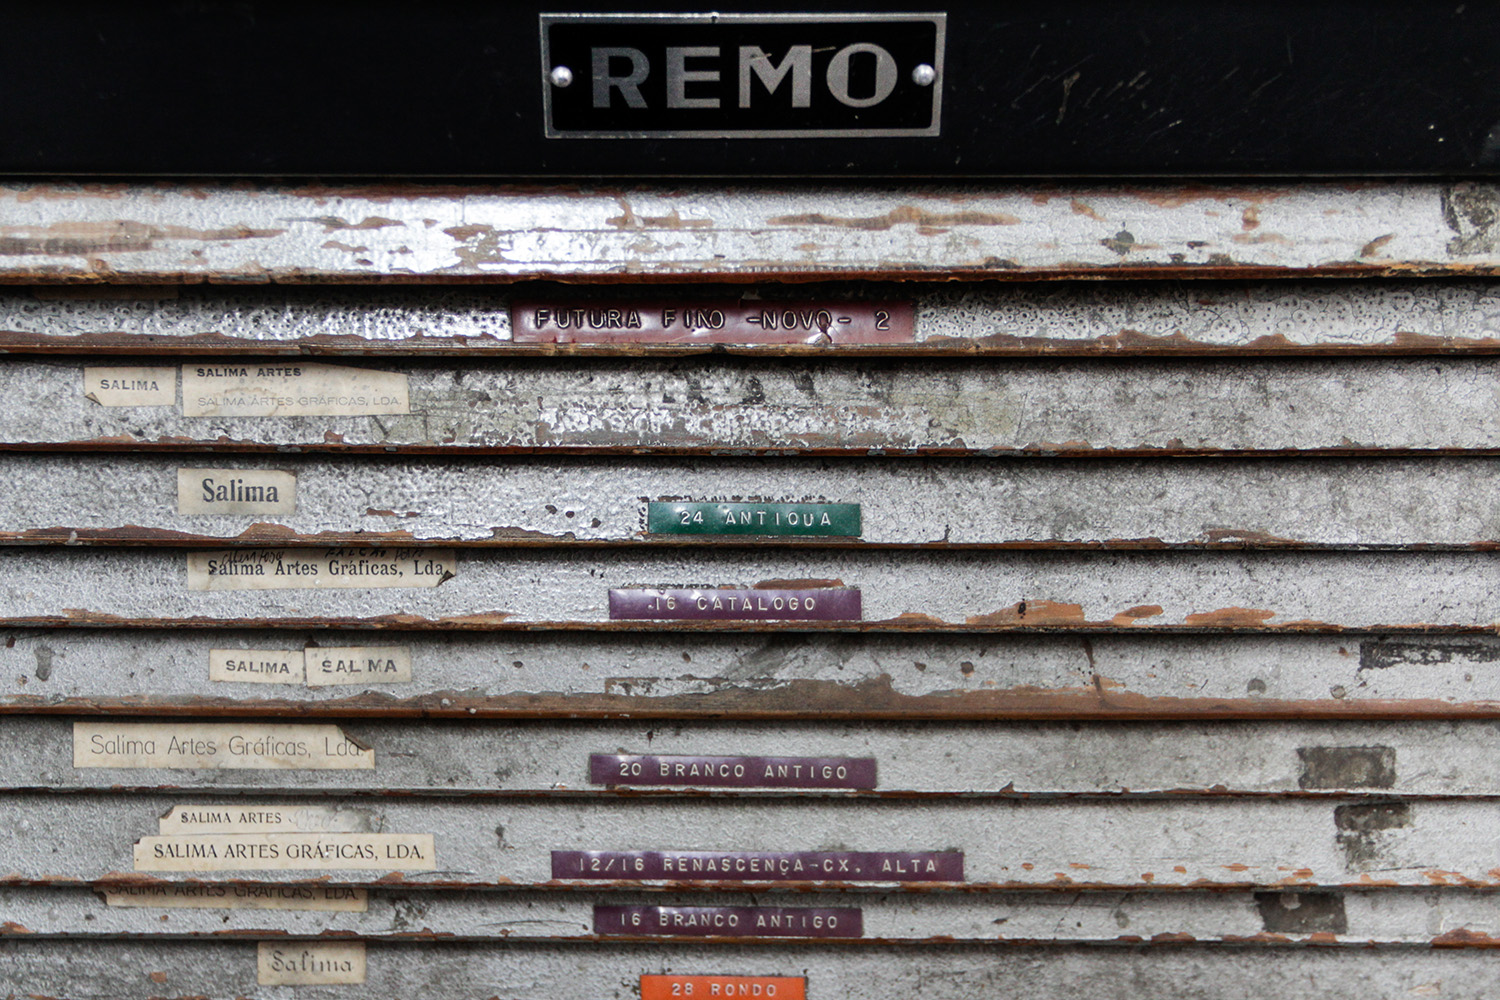 REMO
FUTURA FINO -NOVO- 2
SALIMA
SALIMA ARTES
SALIMA ARTES GRÁFICAS, LDA.
Salima
24 ANTIQUA
Salima Artes Gráficas, Lda.
16 CATALOGO
SALIMA
SALIMA
Salima Artes Gráficas, Lda.
20 BRANCO ANTIGO
SALIMA ARTES
SALIMA ARTES GRÁFICAS, LDA.
12/16 RENASCENÇA-CX. ALTA
SALIMA ARTES GRÁFICAS, LDA.
16 BRANCO ANTIGO
Salima
28 RONDO